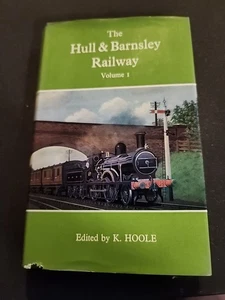 The
Hull & Barnsley
Railway
Volume 1
Edited by K. HOOLE